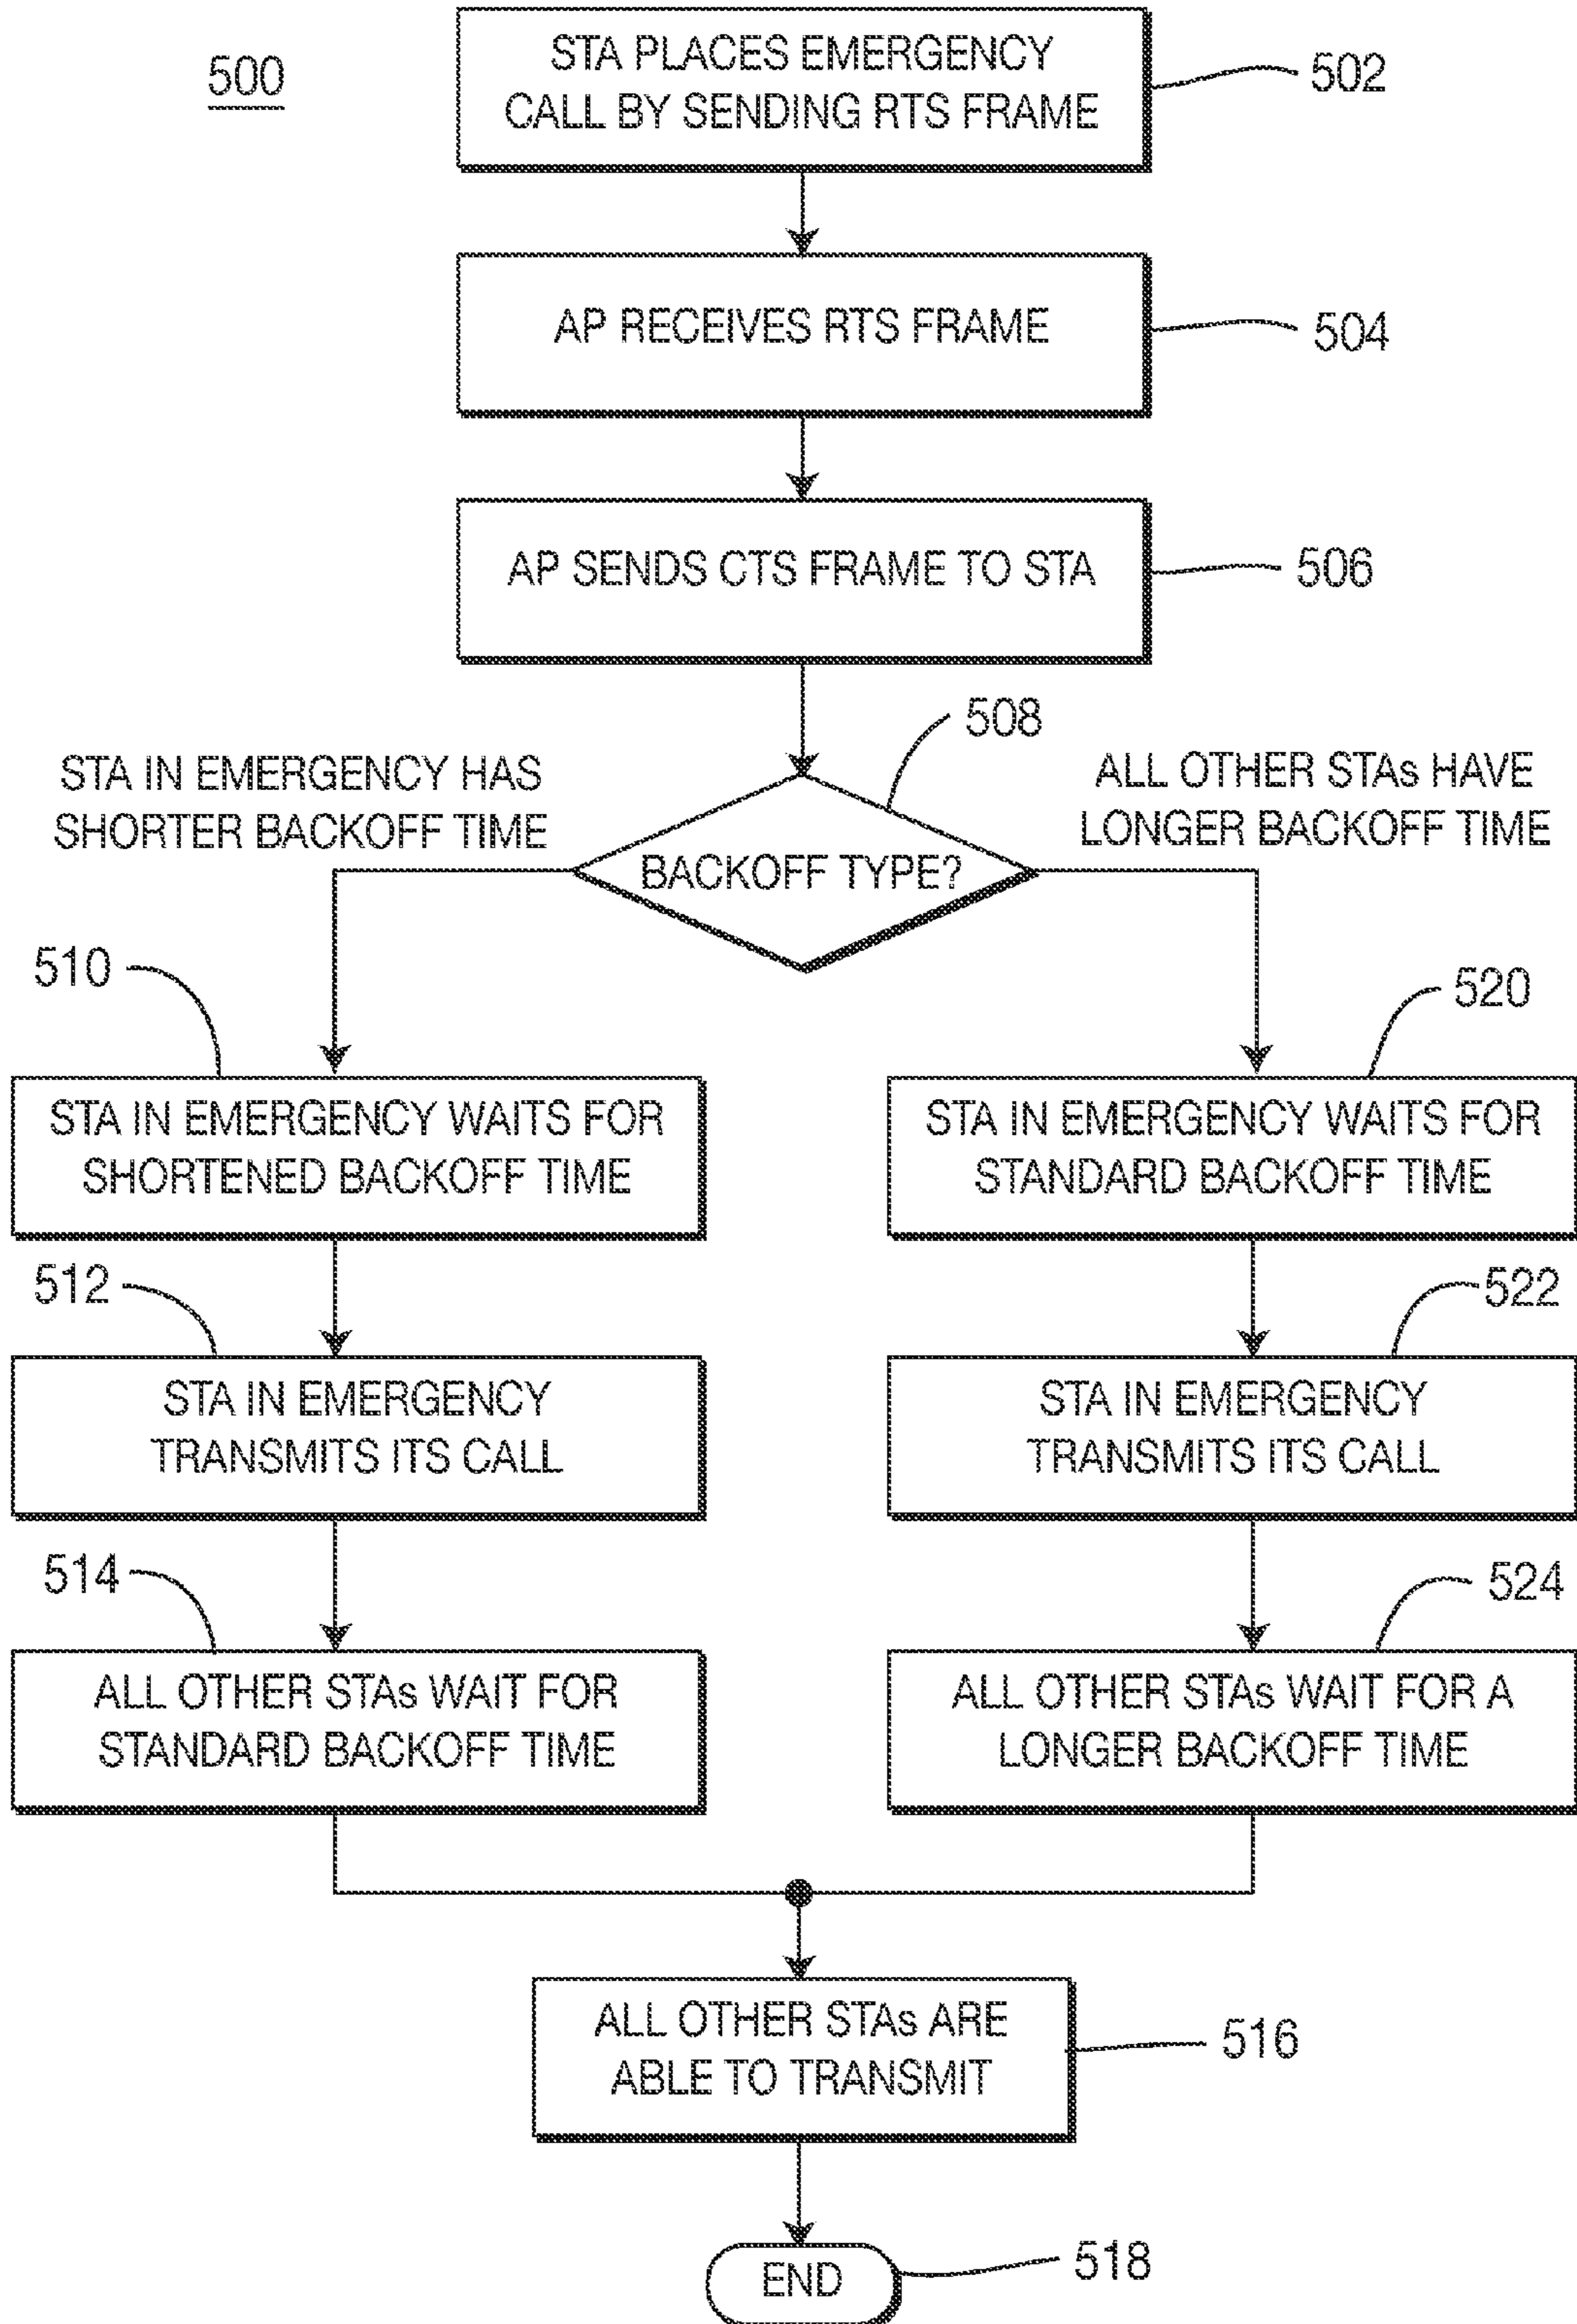 500
STA PLACES EMERGENCY
CALL BY SENDING RTS FRAME
502
AP RECEIVES RTS FRAME
504
AP SENDS CTS FRAME TO STA
506
508
STA IN EMERGENCY HAS
SHORTER BACKOFF TIME
BACKOFF TYPE?
ALL OTHER STAs HAVE
LONGER BACKOFF TIME
510
STA IN EMERGENCY WAITS FOR
SHORTENED BACKOFF TIME
512
STA IN EMERGENCY
TRANSMITS ITS CALL
514
ALL OTHER STAs WAIT FOR
STANDARD BACKOFF TIME
520
STA IN EMERGENCY WAITS FOR
STANDARD BACKOFF TIME
522
STA IN EMERGENCY
TRANSMITS ITS CALL
524
ALL OTHER STAs WAIT FOR A
LONGER BACKOFF TIME
ALL OTHER STAs ARE
ABLE TO TRANSMIT
516
END
518